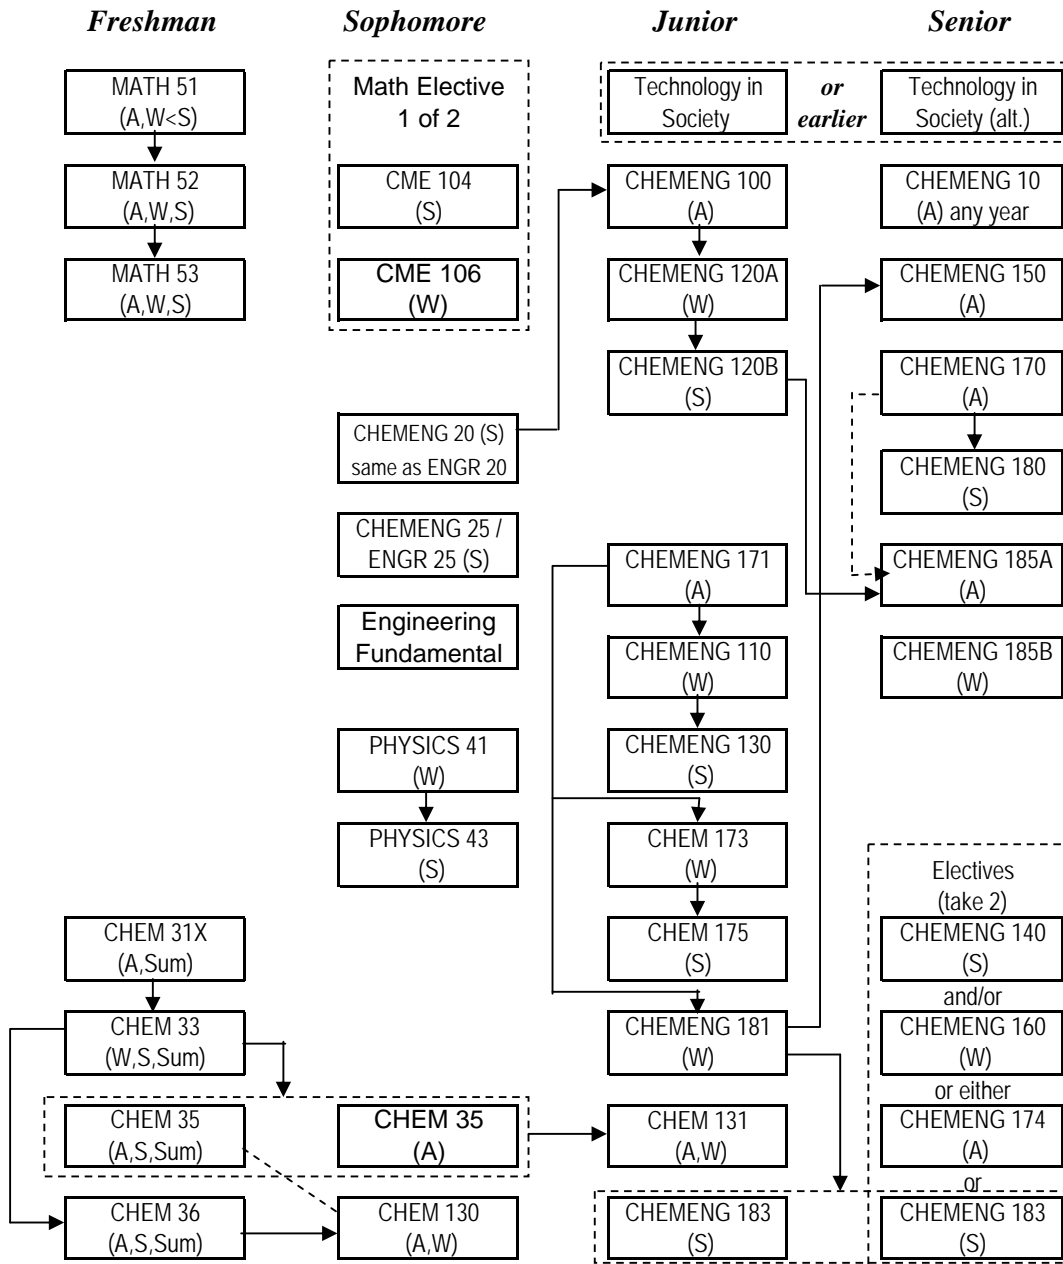 Freshman
Sophomore
Junior
Senior
MATH 51
(A,W<S)
MATH 52
(A,W,S)
MATH 53
(A,W,S)
CHEM 31X
(A,Sum)
CHEM 33
(W,S,Sum)
CHEM 35
(A,S,Sum)
CHEM 36
(A,S,Sum)
Math Elective
1 of 2
CME 104
(S)
CME 106
(W)
CHEMENG 20 (S)
same as ENGR 20
CHEMENG 25 /
ENGR 25 (S)
Engineering
Fundamental
PHYSICS 41
(W)
PHYSICS 43
(S)
CHEM 35
(A)
CHEM 130
(A,W)
Technology in
Society
or
earlier
Technology in
Society (alt.)
CHEMENG 100
(A)
CHEMENG 120A
(W)
CHEMENG 120B
(S)
CHEMENG 171
(A)
CHEMENG 110
(W)
CHEMENG 130
(S)
CHEM 173
(W)
CHEM 175
(S)
CHEMENG 181
(W)
CHEM 131
(A,W)
CHEMENG 183
(S)
CHEMENG 10
(A) any year
CHEMENG 150
(A)
CHEMENG 170
(A)
CHEMENG 180
(S)
CHEMENG 185A
(A)
CHEMENG 185B
(W)
Electives
(take 2)
CHEMENG 140
(S)
and/or
CHEMENG 160
(W)
or either
CHEMENG 174
(A)
or
CHEMENG 183
(S)